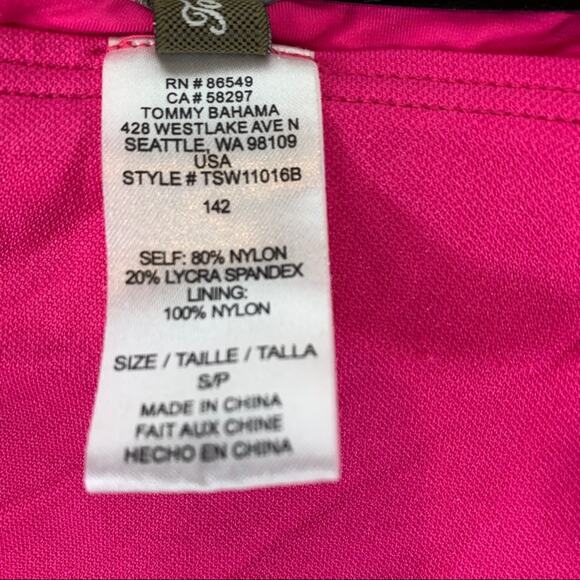 RN # 86549
CA # 58297
TOMMY BAHAMA
428 WESTLAKE AVE N
SEATTLE, WA 98109
USA
STYLE # TSW11016B
142
SELF: 80% NYLON
20% LYCRA SPANDEX
LINING:
100% NYLON
SIZE / TAILLE / TALLA
S/P
MADE IN CHINA
FAIT AUX CHINE
HECHO EN CHINA